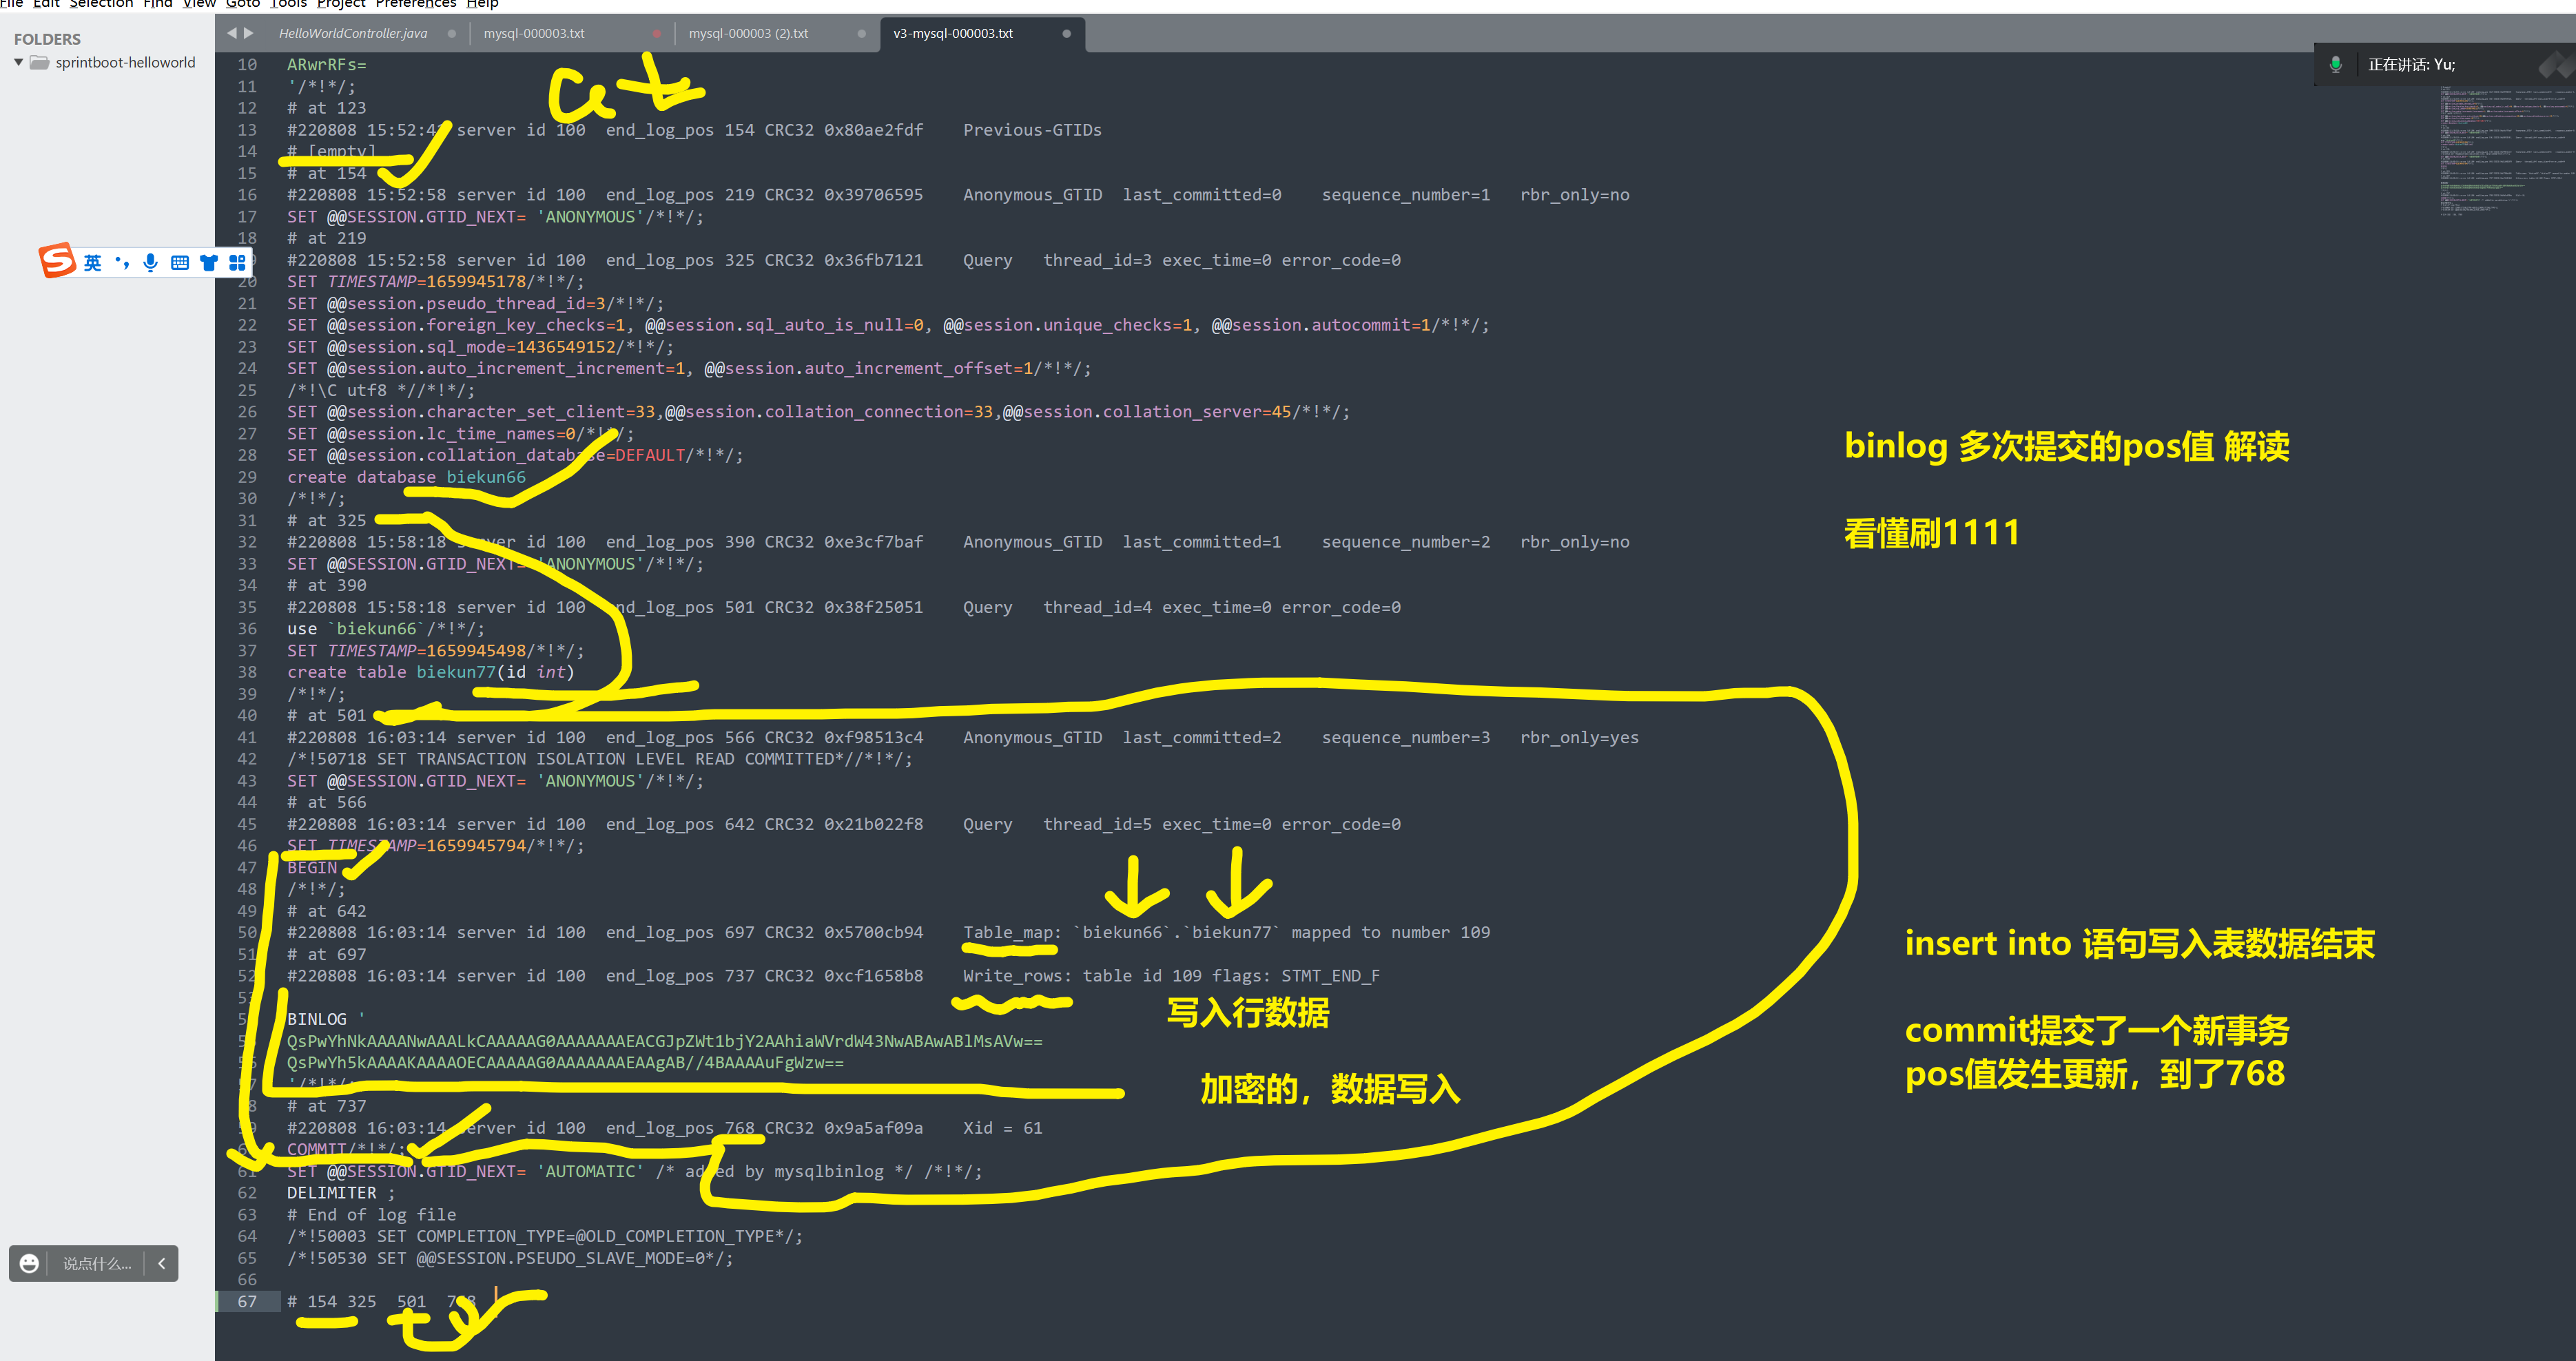 File Edit Selection Find View Goto Tools Project Preferences Help
FOLDERS
sprintboot-helloworld
HelloWorldController.java
mysql-000003.txt
mysql-000003 (2).txt
v3-mysql-000003.txt
正在讲话: Yu;
英
at
10 ARwrRFs=
11 '/*!*/;
12 # at 123
13 #220808 15:52:42 server id 100  end_log_pos 154 CRC32 0x80ae2fdf    Previous-GTIDs
14 # [empty]
15 # at 154
16 #220808 15:52:58 server id 100  end_log_pos 219 CRC32 0x39706595    Anonymous_GTID  last_committed=0    sequence_number=1   rbr_only=no
17 SET @@SESSION.GTID_NEXT= 'ANONYMOUS'/*!*/;
18 # at 219
#220808 15:52:58 server id 100  end_log_pos 325 CRC32 0x36fb7121    Query   thread_id=3 exec_time=0 error_code=0
20 SET TIMESTAMP=1659945178/*!*/;
21 SET @@session.pseudo_thread_id=3/*!*/;
22 SET @@session.foreign_key_checks=1, @@session.sql_auto_is_null=0, @@session.unique_checks=1, @@session.autocommit=1/*!*/;
23 SET @@session.sql_mode=1436549152/*!*/;
24 SET @@session.auto_increment_increment=1, @@session.auto_increment_offset=1/*!*/;
25 /*!\C utf8 *//*!*/;
26 SET @@session.character_set_client=33,@@session.collation_connection=33,@@session.collation_server=45/*!*/;
27 SET @@session.lc_time_names=0/*!*/;
28 SET @@session.collation_database=DEFAULT/*!*/;
29 create database biekun66
30 /*!*/;
31 # at 325
32 #220808 15:58:18 server id 100  end_log_pos 390 CRC32 0xe3cf7baf    Anonymous_GTID  last_committed=1    sequence_number=2   rbr_only=no
33 SET @@SESSION.GTID_NEXT= 'ANONYMOUS'/*!*/;
34 # at 390
35 #220808 15:58:18 server id 100  end_log_pos 501 CRC32 0x38f25051    Query   thread_id=4 exec_time=0 error_code=0
36 use `biekun66`/*!*/;
37 SET TIMESTAMP=1659945498/*!*/;
38 create table biekun77(id int)
39 /*!*/;
40 # at 501
41 #220808 16:03:14 server id 100  end_log_pos 566 CRC32 0xf98513c4    Anonymous_GTID  last_committed=2    sequence_number=3   rbr_only=yes
42 /*!50718 SET TRANSACTION ISOLATION LEVEL READ COMMITTED*//*!*/;
43 SET @@SESSION.GTID_NEXT= 'ANONYMOUS'/*!*/;
44 # at 566
45 #220808 16:03:14 server id 100  end_log_pos 642 CRC32 0x21b022f8    Query   thread_id=5 exec_time=0 error_code=0
46 SET TIMESTAMP=1659945794/*!*/;
47 BEGIN
48 /*!*/;
49 # at 642
50 #220808 16:03:14 server id 100  end_log_pos 697 CRC32 0x5700cb94    Table_map: `biekun66`.`biekun77` mapped to number 109
51 # at 697
52 #220808 16:03:14 server id 100  end_log_pos 737 CRC32 0xcf1658b8    Write_rows: table id 109 flags: STMT_END_F
BINLOG '
QsPwYhNkAAAANwAAALkCAAAAAG0AAAAAAAEACGJpZWt1bjY2AAhiaWVrdW43NwABAwABlMsAVw==
QsPwYh5kAAAAKAAAAOECAAAAAG0AAAAAAAEAAgAB//4BAAAAuFgWzw==
'/*!*/;
# at 737
#220808 16:03:14 server id 100  end_log_pos 768 CRC32 0x9a5af09a    Xid = 61
COMMIT/*!*/;
61 SET @@SESSION.GTID_NEXT= 'AUTOMATIC' /* added by mysqlbinlog */ /*!*/;
62 DELIMITER ;
63 # End of log file
64 /*!50003 SET COMPLETION_TYPE=@OLD_COMPLETION_TYPE*/;
65 /*!50530 SET @@SESSION.PSEUDO_SLAVE_MODE=0*/;
66
67 # 154 325  501  768
binlog 多次提交的pos值 解读
看懂刷1111
写入行数据
加密的，数据写入
insert into 语句写入表数据结束
commit提交了一个新事务
pos值发生更新，到了768
说点什么...